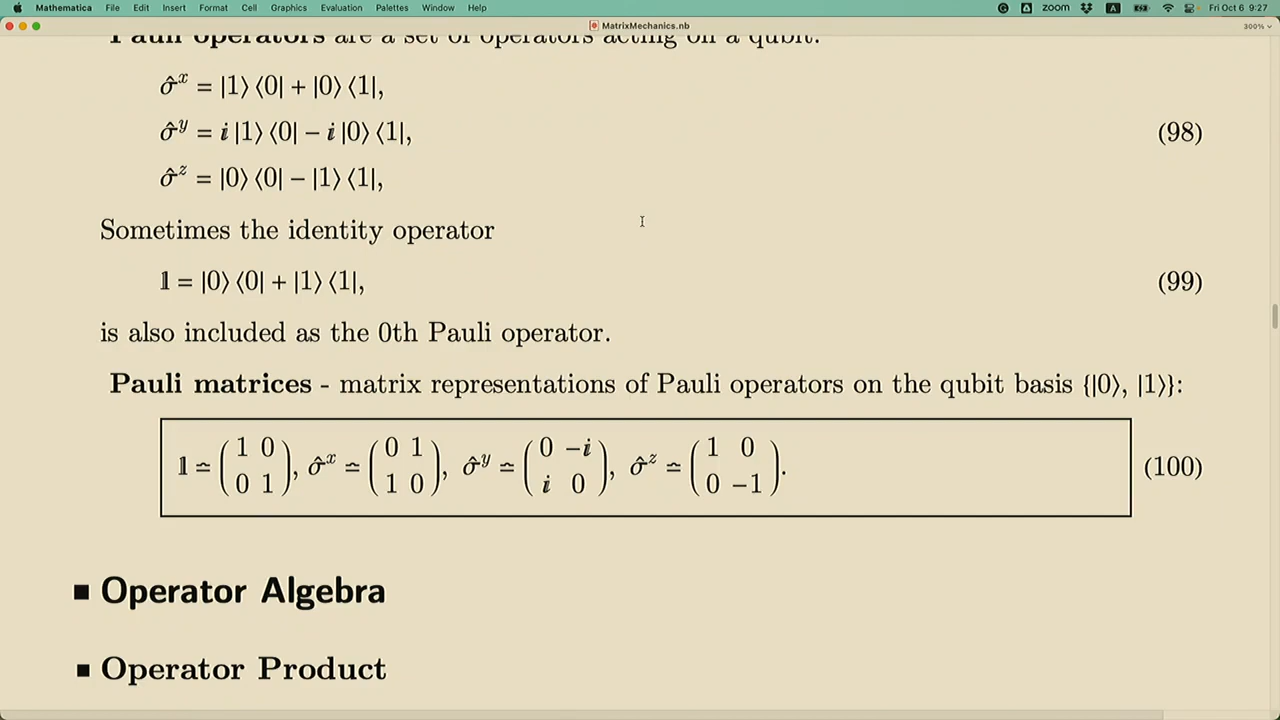 Mathematica File Edit Insert Format Cell Graphics Evaluation Palettes Window Help zoom A Fri Oct 6 9:27
MatrixMechanics.nb 300%
Pauli operators are a set of operators acting on a qubit:
σ̂ˣ = |1⟩⟨0| + |0⟩⟨1|,
σ̂ʸ = i |1⟩⟨0| − i |0⟩⟨1|, (98)
σ̂ᶻ = |0⟩⟨0| − |1⟩⟨1|,
Sometimes the identity operator
𝟙 = |0⟩⟨0| + |1⟩⟨1|, (99)
is also included as the 0th Pauli operator.
Pauli matrices - matrix representations of Pauli operators on the qubit basis {|0⟩, |1⟩}:
𝟙 ≏ (1 0; 0 1), σ̂ˣ ≏ (0 1; 1 0), σ̂ʸ ≏ (0 −i; i 0), σ̂ᶻ ≏ (1 0; 0 −1). (100)
■ Operator Algebra
■ Operator Product